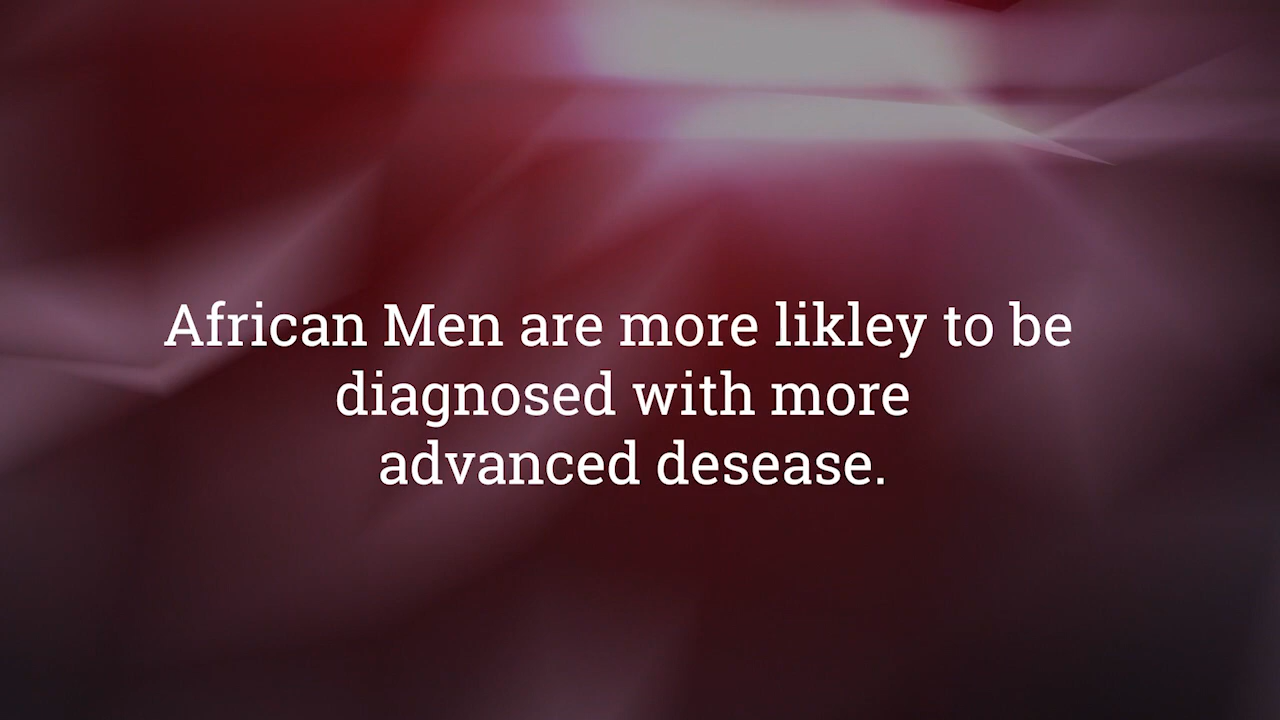 African Men are more likley to be
diagnosed with more
advanced desease.